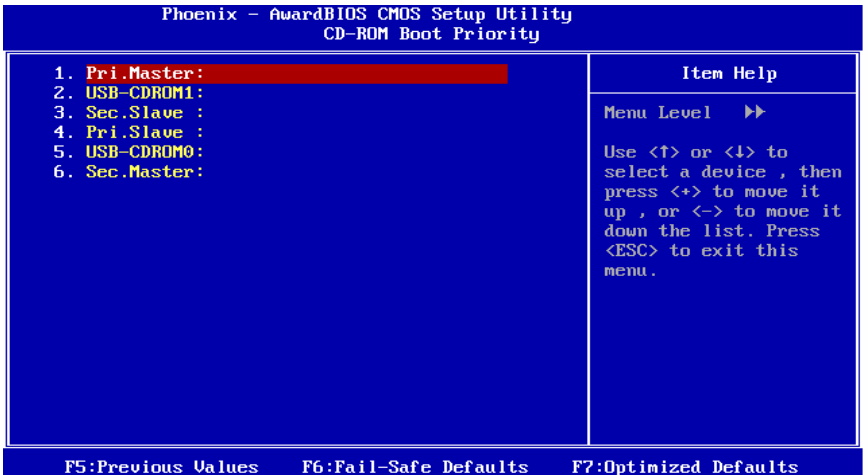 Phoenix - AwardBIOS CMOS Setup Utility
CD-ROM Boot Priority
1. Pri.Master:
2. USB-CDROM1:
3. Sec.Slave :
4. Pri.Slave :
5. USB-CDROM0:
6. Sec.Master:
Item Help
Menu Level ►►
Use <↑> or <↓> to
select a device , then
press <+> to move it
up , or <-> to move it
down the list. Press
<ESC> to exit this
menu.
F5:Previous Values F6:Fail-Safe Defaults F7:Optimized Defaults